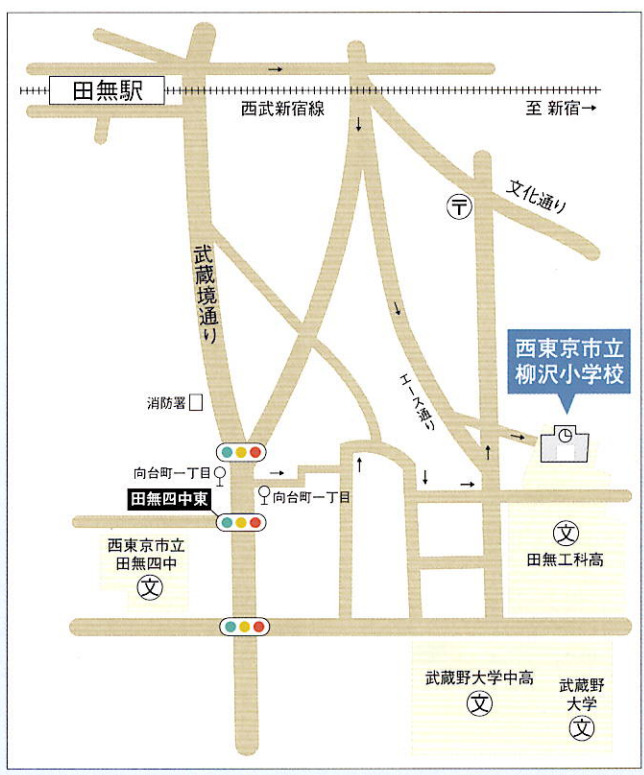 田無駅
西武新宿線
至 新宿→
文化通り
〒
武蔵境通り
西東京市立
柳沢小学校
エース通り
消防署
向台町一丁目
向台町一丁目
田無四中東
西東京市立
田無四中
文
文
田無工科高
武蔵野大学中高
文
武蔵野
大学
文